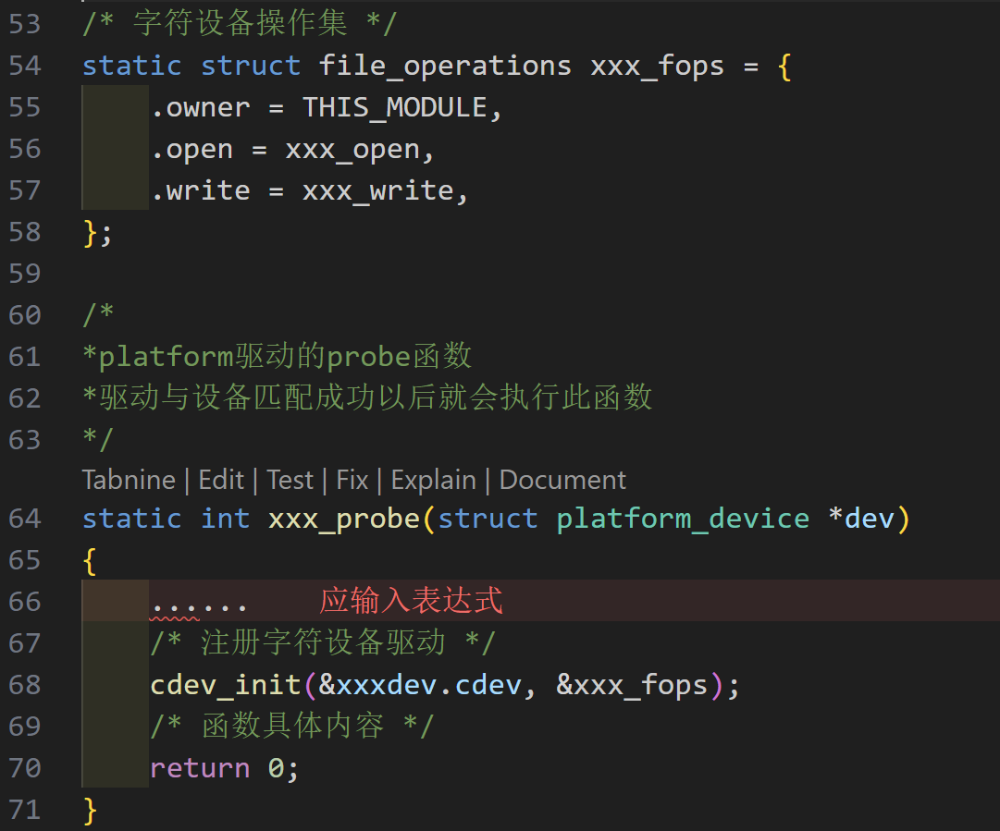 53 /* 字符设备操作集 */
54 static struct file_operations xxx_fops = {
55     .owner = THIS_MODULE,
56     .open = xxx_open,
57     .write = xxx_write,
58 };
59
60 /*
61 *platform驱动的probe函数
62 *驱动与设备匹配成功以后就会执行此函数
63 */
Tabnine | Edit | Test | Fix | Explain | Document
64 static int xxx_probe(struct platform_device *dev)
65 {
66     ......    应输入表达式
67     /* 注册字符设备驱动 */
68     cdev_init(&xxxdev.cdev, &xxx_fops);
69     /* 函数具体内容 */
70     return 0;
71 }